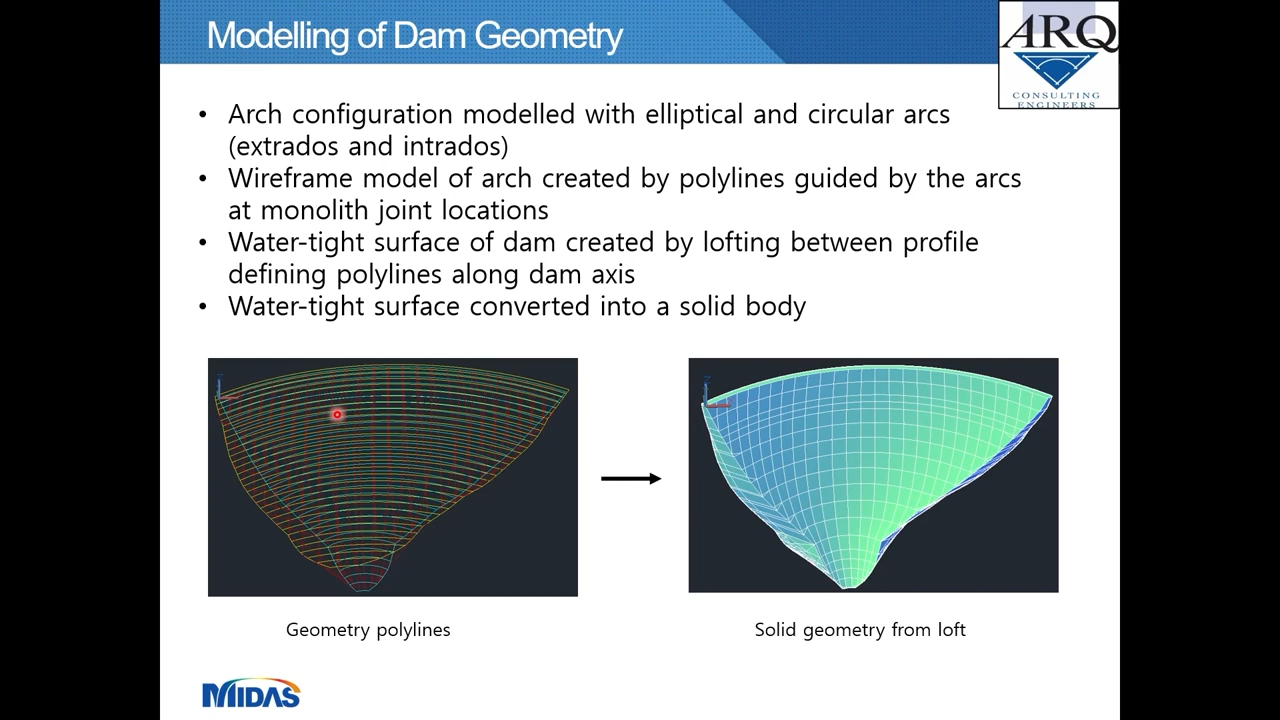 Modelling of Dam Geometry
ARQ
CONSULTING
ENGINEERS
• Arch configuration modelled with elliptical and circular arcs
(extrados and intrados)
• Wireframe model of arch created by polylines guided by the arcs
at monolith joint locations
• Water-tight surface of dam created by lofting between profile
defining polylines along dam axis
• Water-tight surface converted into a solid body
Geometry polylines
Solid geometry from loft
MIDAS